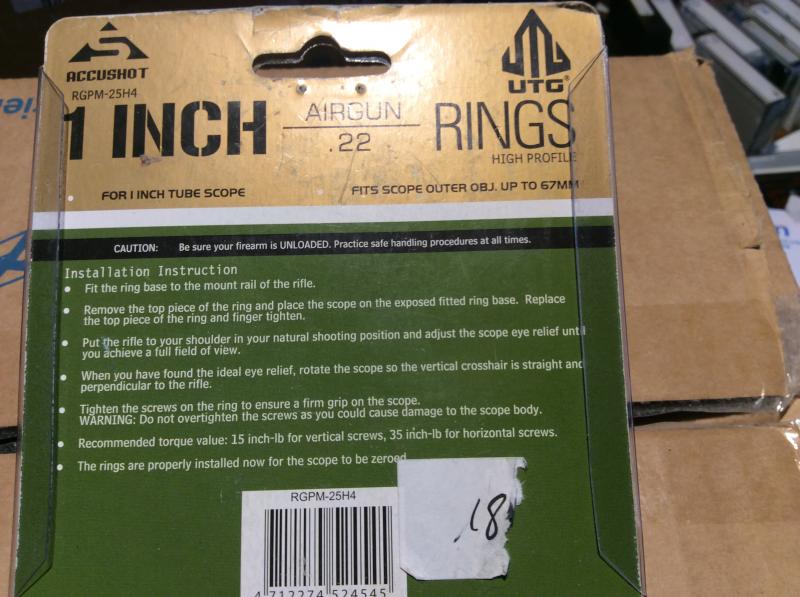 ACCUSHOT
UTG®
RGPM-25H4
1 INCH AIRGUN .22 RINGS
HIGH PROFILE
FOR 1 INCH TUBE SCOPE FITS SCOPE OUTER OBJ. UP TO 67MM
CAUTION: Be sure your firearm is UNLOADED. Practice safe handling procedures at all times.
Installation Instruction
• Fit the ring base to the mount rail of the rifle.
• Remove the top piece of the ring and place the scope on the exposed fitted ring base. Replace
the top piece of the ring and finger tighten.
• Put the rifle to your shoulder in your natural shooting position and adjust the scope eye relief until
you achieve a full field of view.
• When you have found the ideal eye relief, rotate the scope so the vertical crosshair is straight and
perpendicular to the rifle.
• Tighten the screws on the ring to ensure a firm grip on the scope.
WARNING: Do not overtighten the screws as you could cause damage to the scope body.
• Recommended torque value: 15 inch-lb for vertical screws, 35 inch-lb for horizontal screws.
• The rings are properly installed now for the scope to be zeroed
RGPM-25H4
4 712274 524545
18